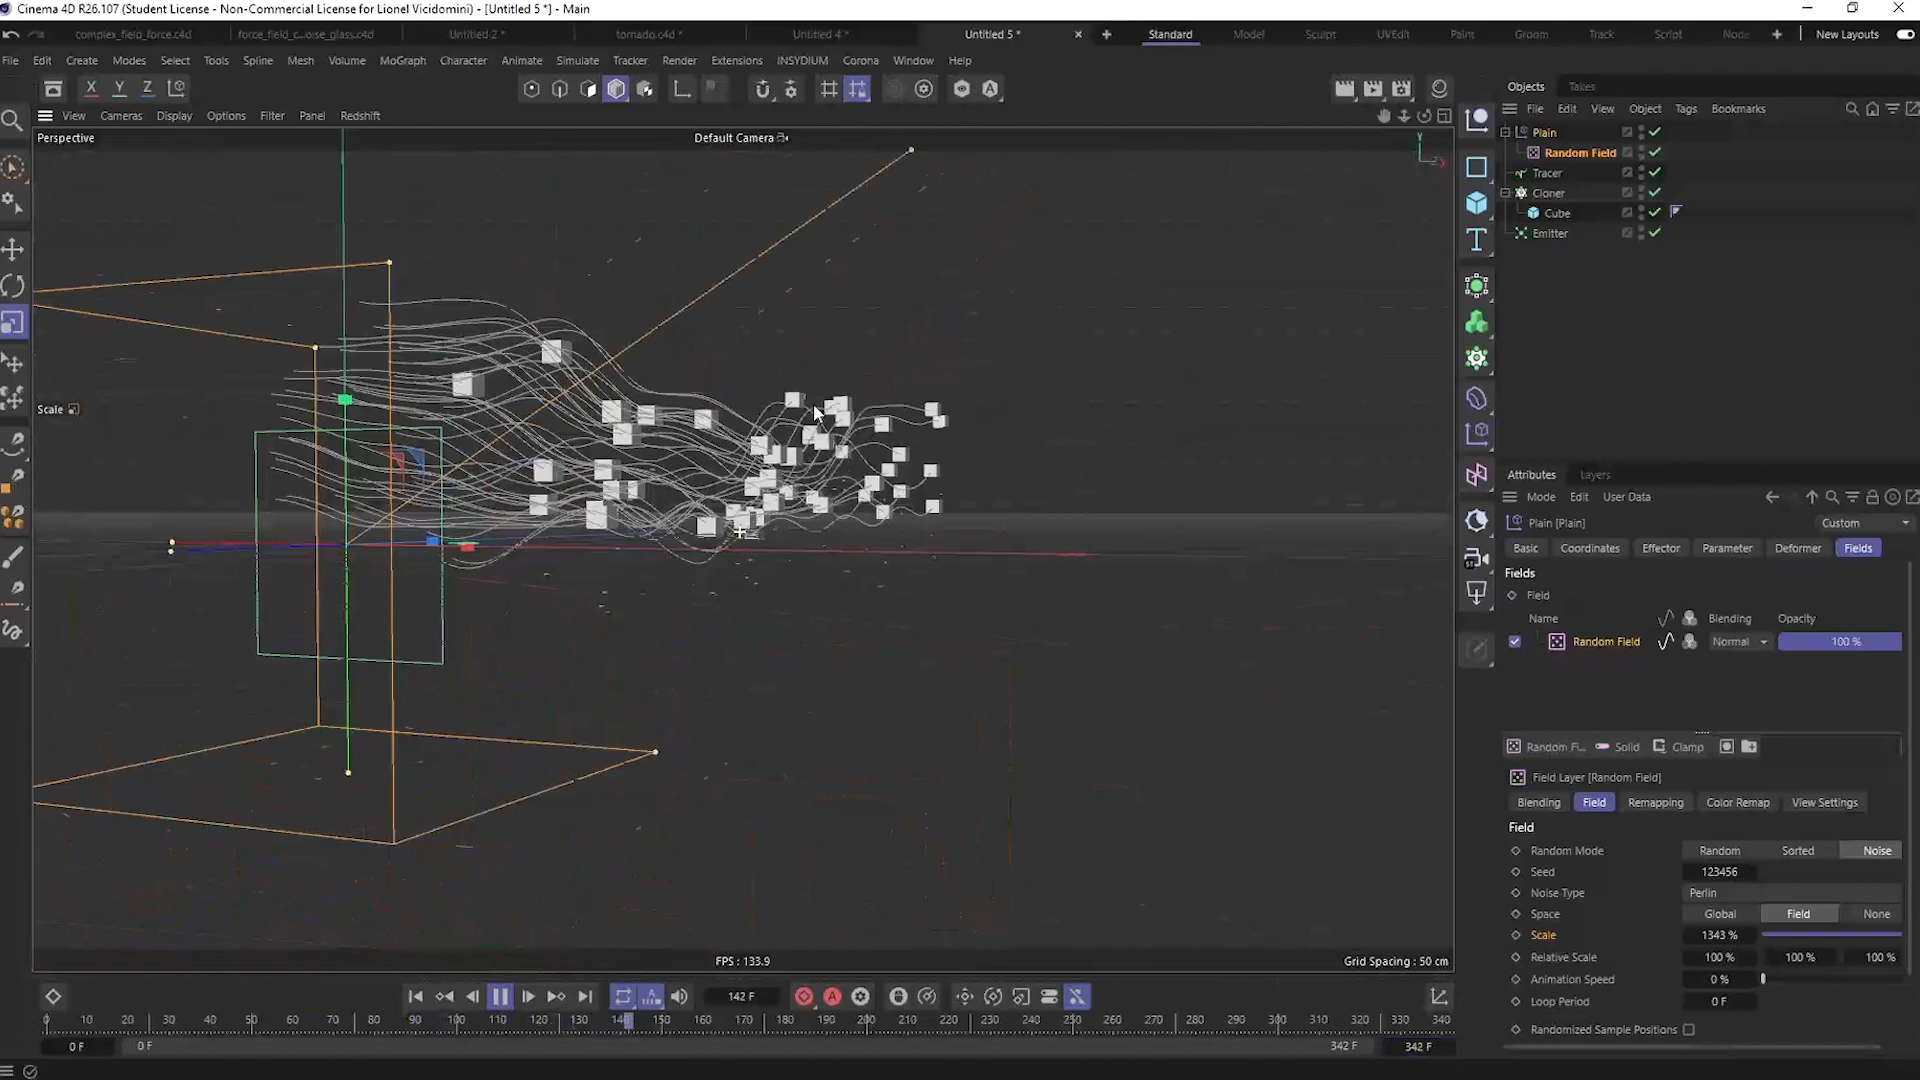 Cinema 4D R26.107 (Student License - Non-Commercial License for Lionel Vicidomini) - [Untitled 5 *] - Main
complex_field_force.c4d force_field_c...oise_glass.c4d Untitled 2 * tornado.c4d * Untitled 4 * Untitled 5 * Standard Model Sculpt UVEdit Paint Groom Track Script Node New Layouts
File Edit Create Modes Select Tools Spline Mesh Volume MoGraph Character Animate Simulate Tracker Render Extensions INSYDIUM Corona Window Help
X Y Z
View Cameras Display Options Filter Panel Redshift
Perspective
Default Camera
Y
X
Scale
FPS : 133.9
Grid Spacing : 50 cm
142 F
0 10 20 30 40 50 60 70 80 90 100 110 120 130 140 150 160 170 180 190 200 210 220 230 240 250 260 270 280 290 300 310 320 330 340
0 F 0 F 342 F 342 F
Objects Takes
File Edit View Object Tags Bookmarks
Plain
Random Field
Tracer
Cloner
Cube
Emitter
Attributes Layers
Mode Edit User Data
Plain [Plain] Custom
Basic Coordinates Effector Parameter Deformer Fields
Fields
Field
Name Blending Opacity
Random Field Normal 100 %
Random Fi... Solid Clamp
Field Layer [Random Field]
Blending Field Remapping Color Remap View Settings
Field
Random Mode Random Sorted Noise
Seed 123456
Noise Type Perlin
Space Global Field None
Scale 1343 %
Relative Scale 100 % 100 % 100 %
Animation Speed 0 %
Loop Period 0 F
Randomized Sample Positions